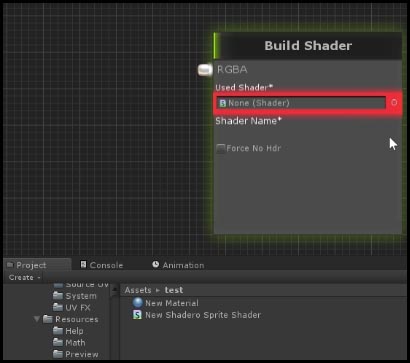 Build Shader
RGBA
Used Shader*
None (Shader)
Shader Name*
Force No Hdr
Project Console Animation
Create
Source UV
System
UV FX
Resources
Help
Math
Preview
Assets test
New Material
New Shadero Sprite Shader